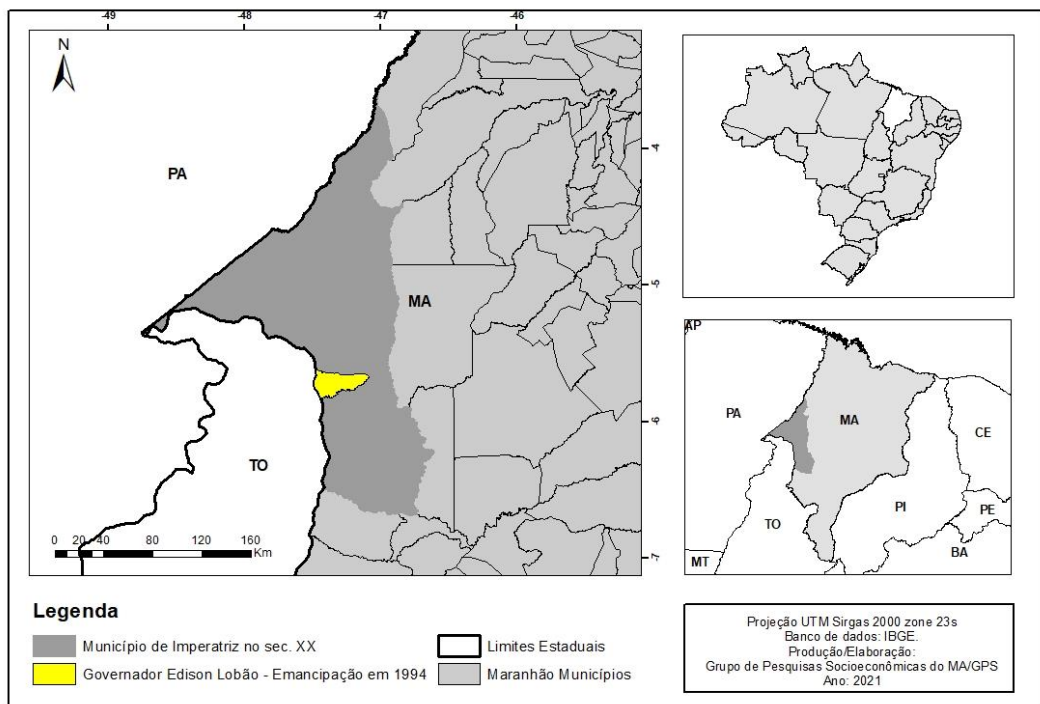 -49
-48
-47
-46
N
PA
MA
TO
-4
-5
-6
-7
0 20 40 80 120 160
Km
AP
PA
MA
CE
TO
PI
PE
MT
BA
Legenda
Município de Imperatriz no sec. XX
Limites Estaduais
Governador Edison Lobão - Emancipação em 1994
Maranhão Municípios
Projeção UTM Sirgas 2000 zone 23s
Banco de dados: IBGE.
Produção/Elaboração:
Grupo de Pesquisas Socioeconômicas do MA/GPS
Ano: 2021